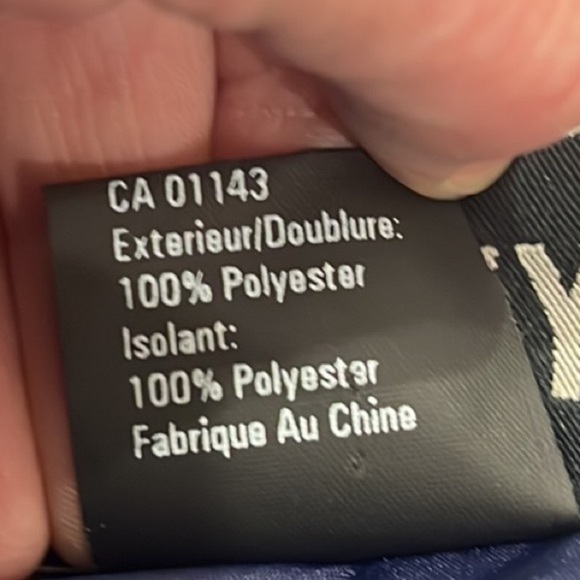 CA 01143
Exterieur/Doublure:
100% Polyester
Isolant:
100% Polyester
Fabrique Au Chine